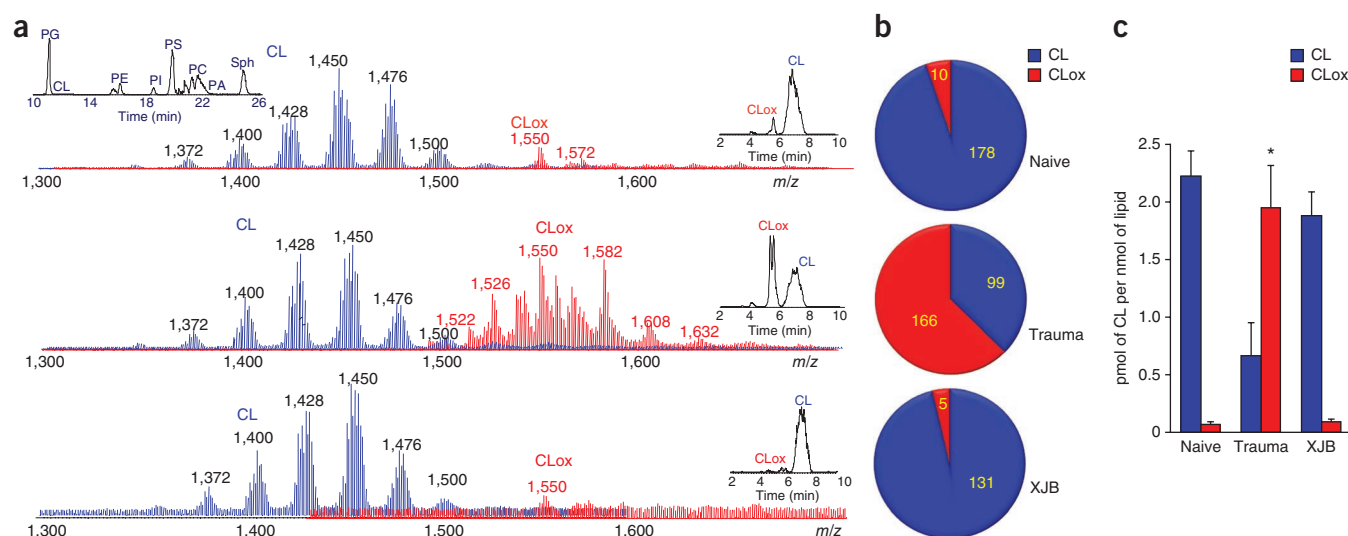 a
PG
CL
PE
PI
PS
PC
PA
Sph
10 14 18 22 26
Time (min)
CL
1,372
1,400
1,428
1,450
1,476
1,500
CLox
1,550
1,572
CLox
CL
2 4 6 8 10
Time (min)
1,300 1,400 1,500 1,600 m/z
CL
1,372
1,400
1,428
1,450
1,476
1,500
1,522
1,526
CLox
1,550
1,582
1,608
1,632
CLox
CL
2 4 6 8 10
Time (min)
1,300 1,400 1,500 1,600 m/z
CL
1,372
1,400
1,428
1,450
1,476
1,500
CLox
1,550
CL
CLox
2 4 6 8 10
Time (min)
1,300 1,400 1,500 1,600 m/z
b
CL
CLox
10
178
Naive
99
166
Trauma
5
131
XJB
c
CL
CLox
pmol of CL per nmol of lipid
2.5
2.0
1.5
1.0
0.5
0
*
Naive Trauma XJB